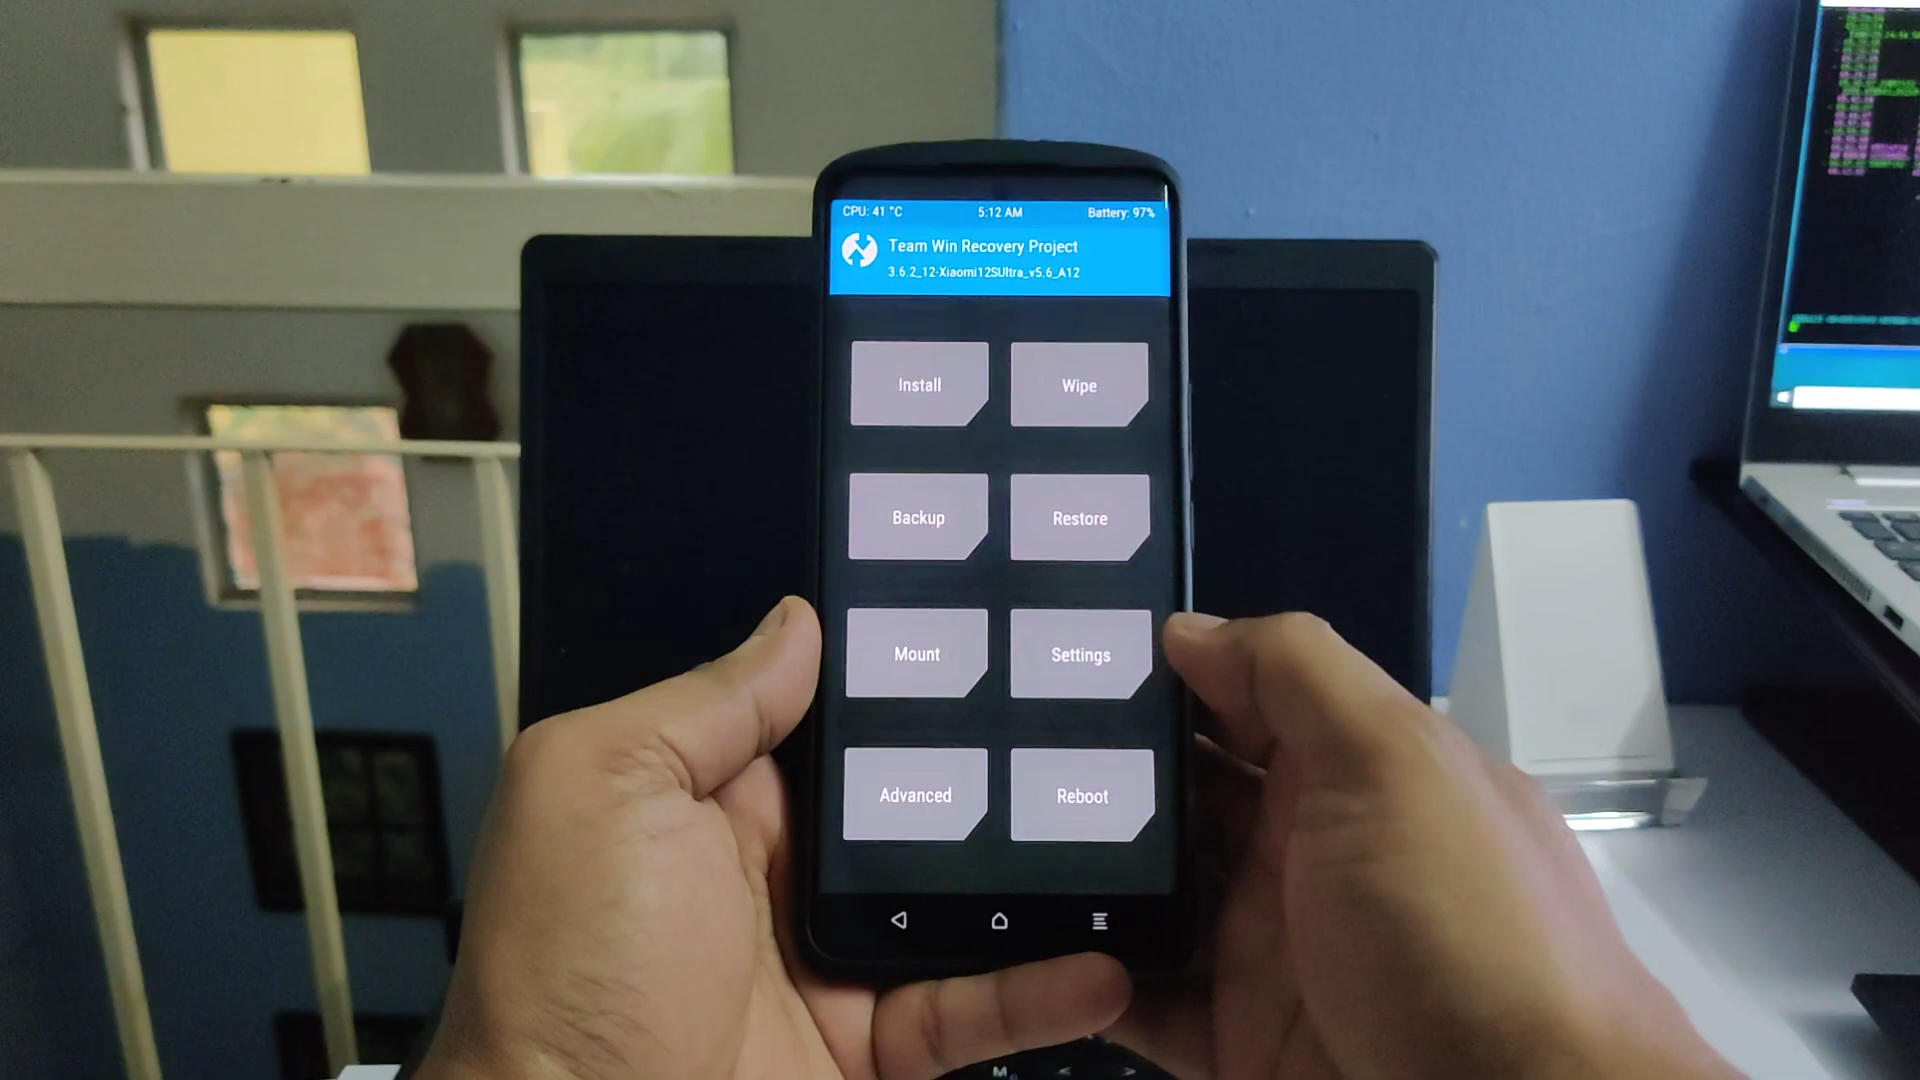 CPU: 41 °C 5:12 AM Battery: 97%
Team Win Recovery Project
3.6.2_12-Xiaomi12SUltra_v5.6_A12
Install Wipe
Backup Restore
Mount Settings
Advanced Reboot
M < >